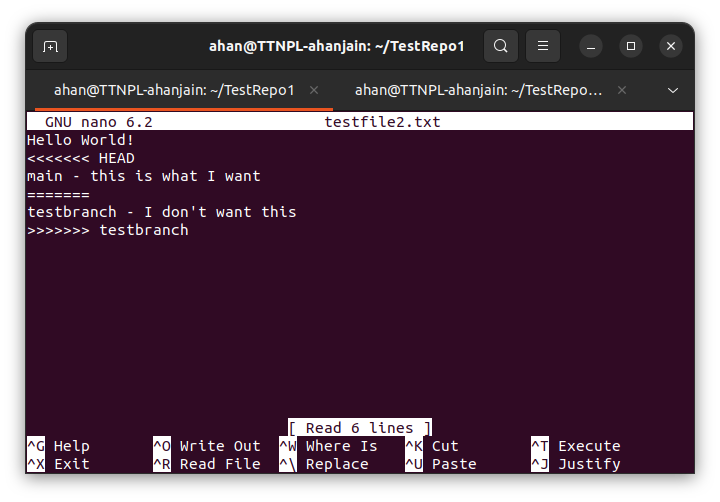 ahan@TTNPL-ahanjain: ~/TestRepo1
ahan@TTNPL-ahanjain: ~/TestRepo1 × ahan@TTNPL-ahanjain: ~/TestRepo... ×
GNU nano 6.2 testfile2.txt
Hello World!
<<<<<<< HEAD
main - this is what I want
=======
testbranch - I don't want this
>>>>>>> testbranch
[ Read 6 lines ]
^G Help ^O Write Out ^W Where Is ^K Cut ^T Execute
^X Exit ^R Read File ^\ Replace ^U Paste ^J Justify